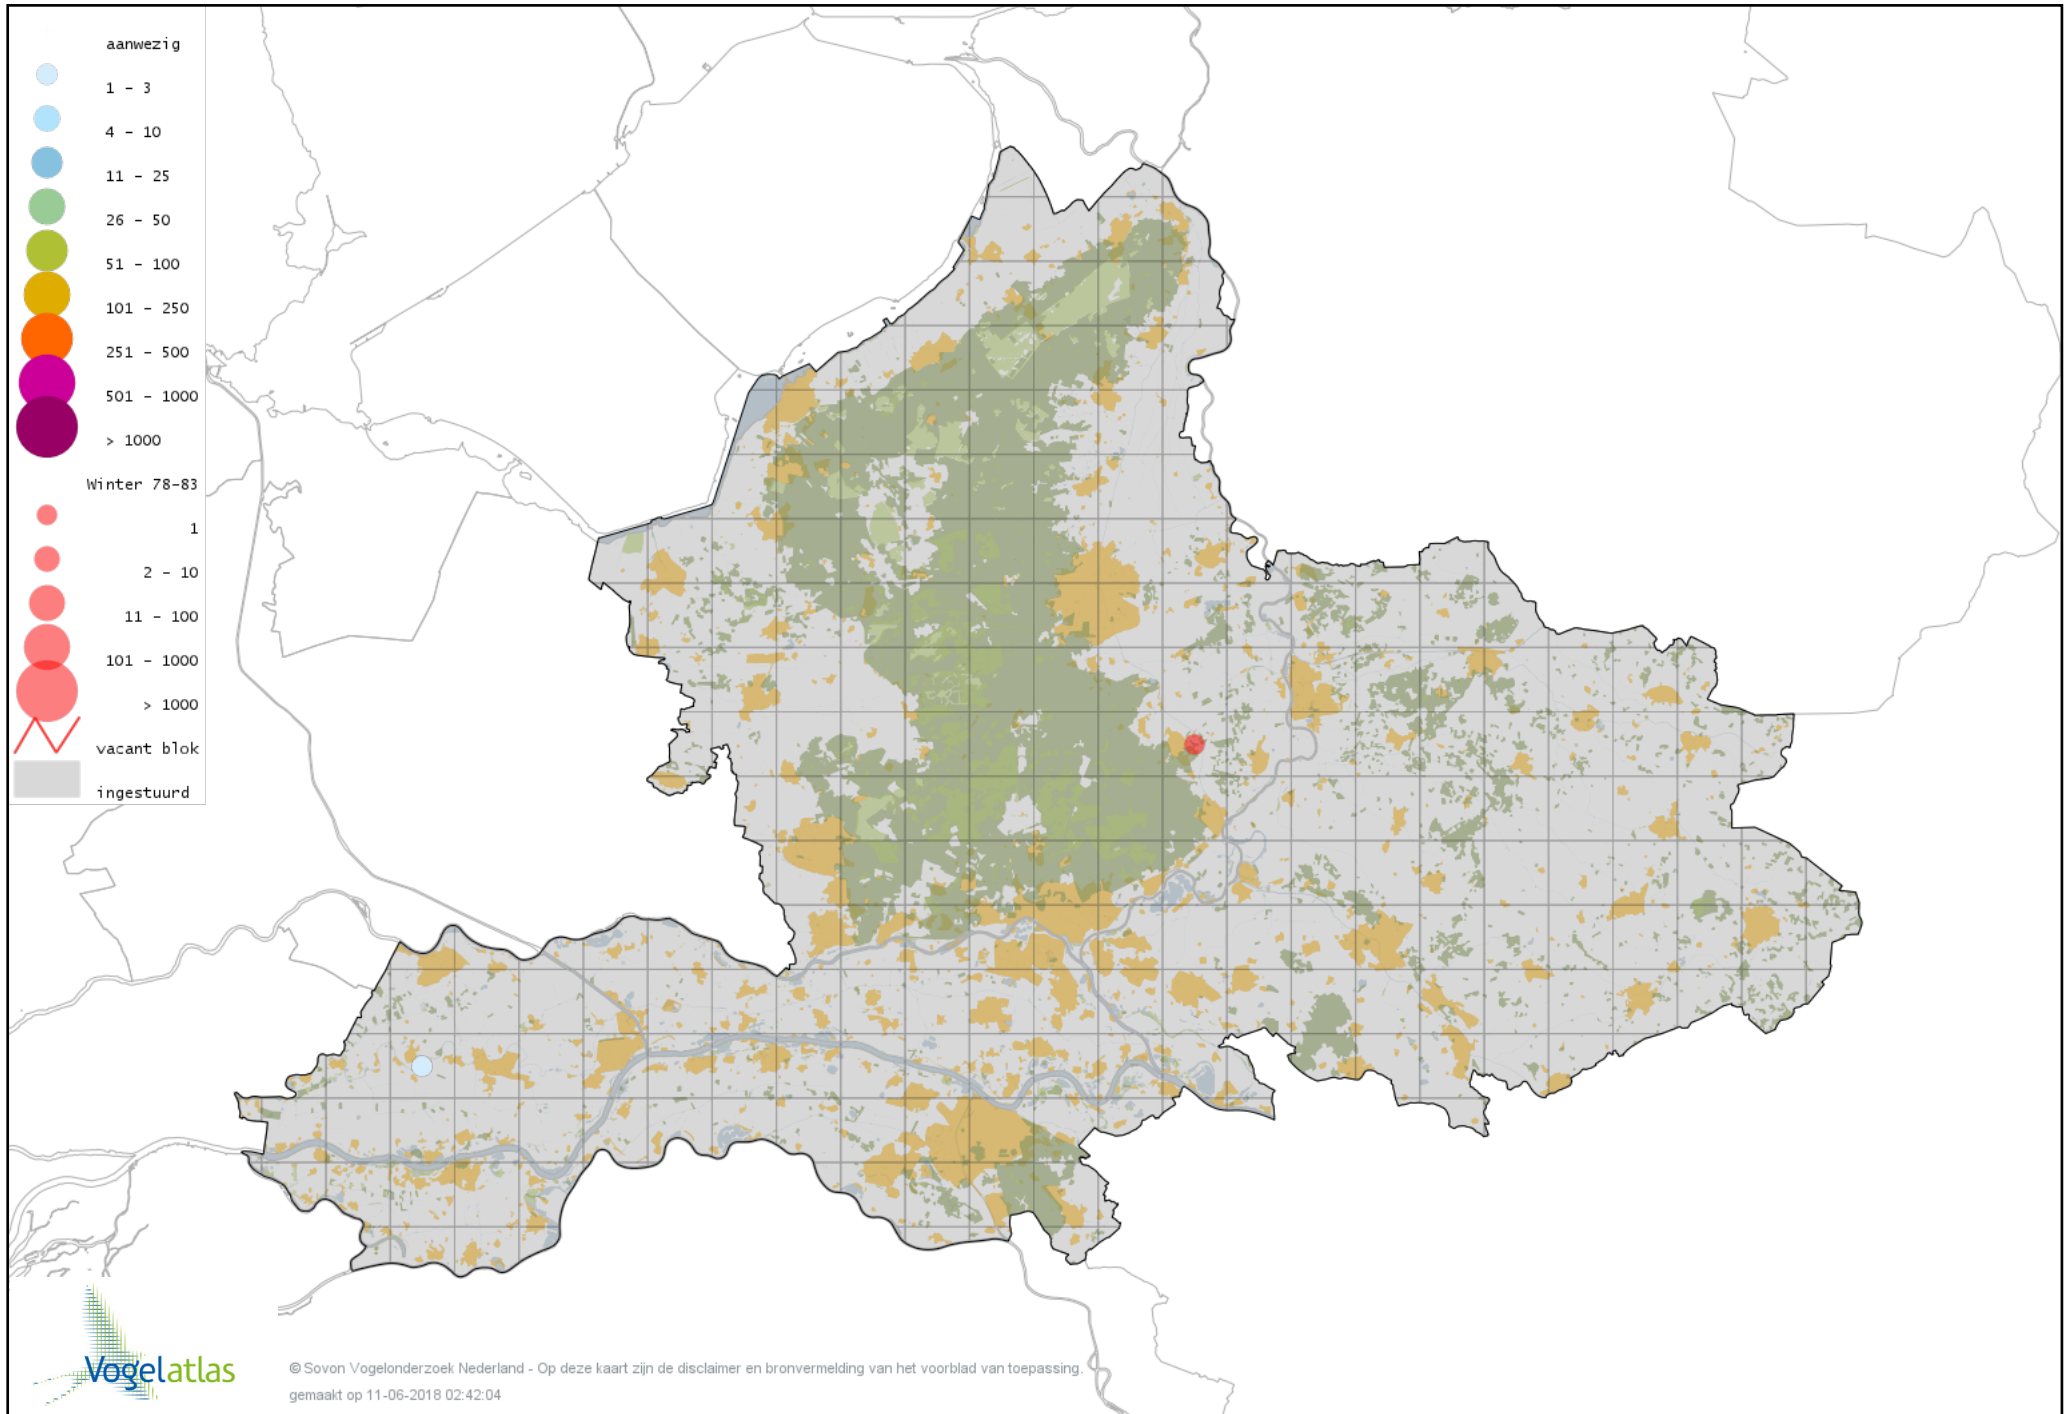 aanwezig
1 - 3
4 - 10
11 - 25
26 - 50
51 - 100
101 - 250
251 - 500
501 - 1000
> 1000
Winter 78-83
1
2 - 10
11 - 100
101 - 1000
> 1000
vacant blok
ingestuurd
Vogelatlas
© Sovon Vogelonderzoek Nederland - Op deze kaart zijn de disclaimer en bronvermelding van het voorblad van toepassing.
gemaakt op 11-06-2018 02:42:04